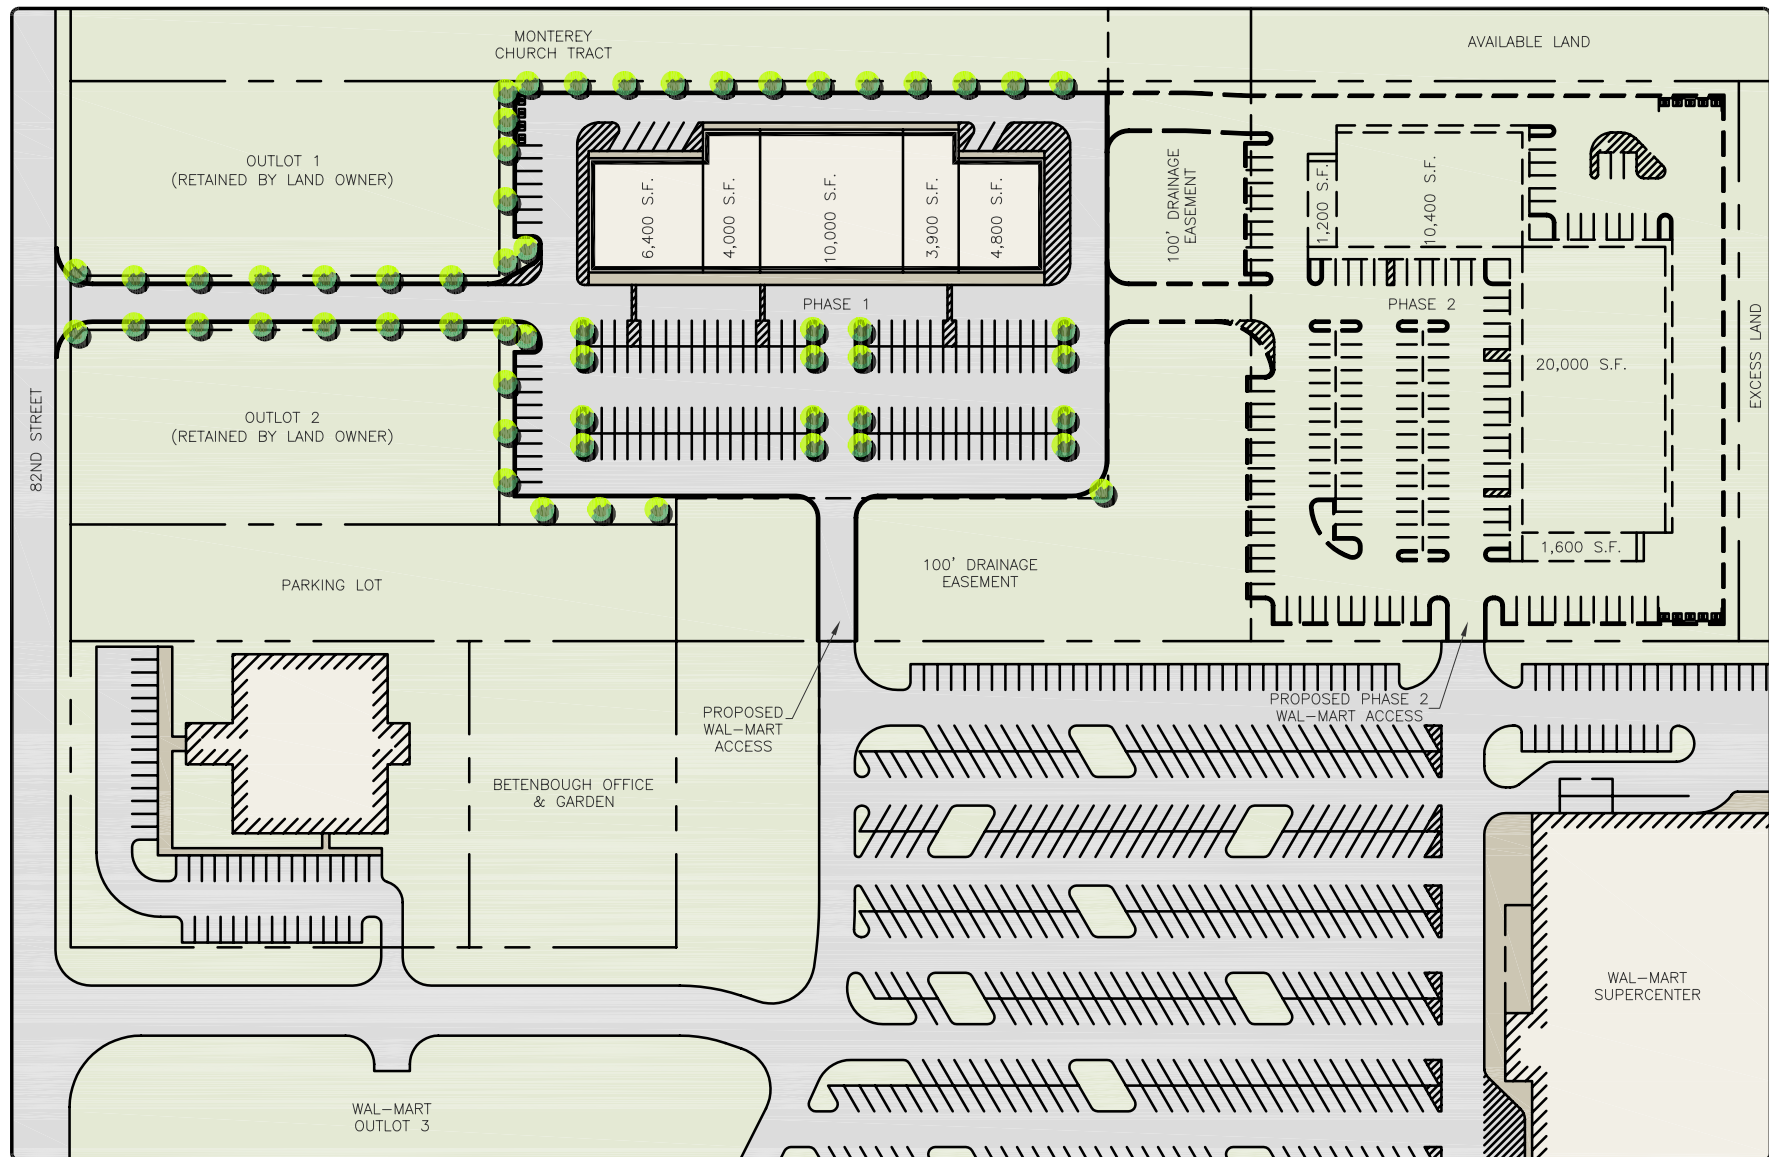 MONTEREY
CHURCH TRACT
AVAILABLE LAND
OUTLOT 1
(RETAINED BY LAND OWNER)
6,400 S.F.
4,000 S.F.
10,000 S.F.
3,900 S.F.
4,800 S.F.
100' DRAINAGE
EASEMENT
1,200 S.F.
10,400 S.F.
PHASE 1
PHASE 2
20,000 S.F.
EXCESS LAND
82ND STREET
OUTLOT 2
(RETAINED BY LAND OWNER)
1,600 S.F.
PARKING LOT
100' DRAINAGE
EASEMENT
PROPOSED
WAL-MART
ACCESS
PROPOSED PHASE 2
WAL-MART ACCESS
BETENBOUGH OFFICE
& GARDEN
WAL-MART
SUPERCENTER
WAL-MART
OUTLOT 3